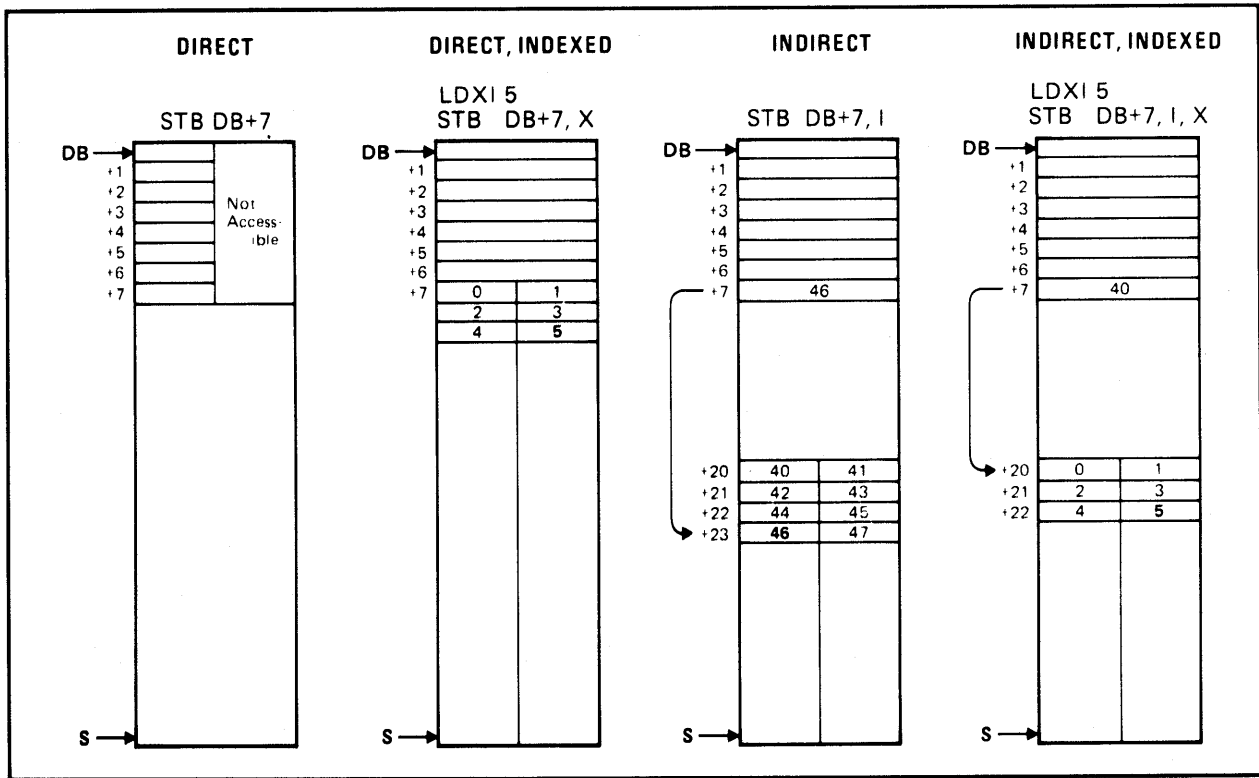 DIRECT
STB DB+7
DB
+1
+2
+3
+4
+5
+6
+7
Not
Access-
ible
S
DIRECT, INDEXED
LDXI 5
STB DB+7, X
DB
+1
+2
+3
+4
+5
+6
+7 0 1
2 3
4 5
S
INDIRECT
STB DB+7, I
DB
+1
+2
+3
+4
+5
+6
+7 46
+20 40 41
+21 42 43
+22 44 45
+23 46 47
S
INDIRECT, INDEXED
LDXI 5
STB DB+7, I, X
DB
+1
+2
+3
+4
+5
+6
+7 40
+20 0 1
+21 2 3
+22 4 5
S